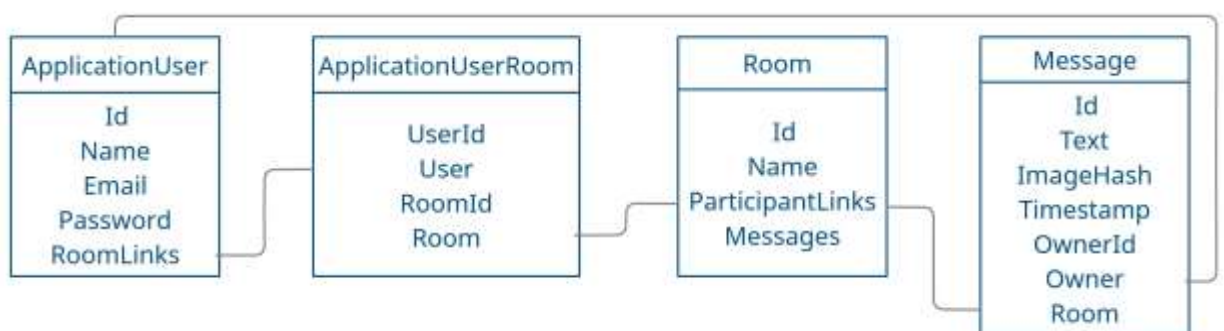 ApplicationUser
Id
Name
Email
Password
RoomLinks
ApplicationUserRoom
UserId
User
RoomId
Room
Room
Id
Name
ParticipantLinks
Messages
Message
Id
Text
ImageHash
Timestamp
OwnerId
Owner
Room